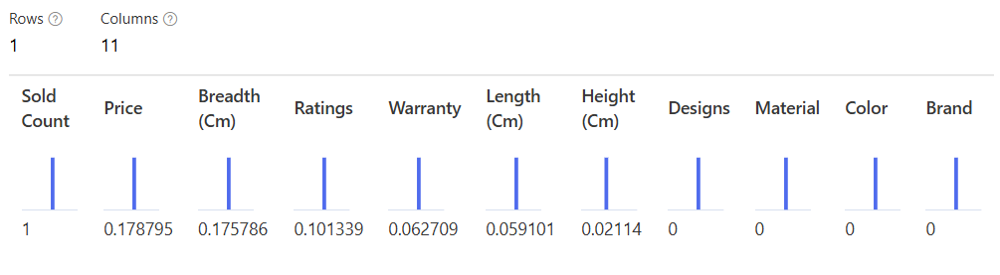 Rows Columns
1 11
Sold Count Price Breadth (Cm) Ratings Warranty Length (Cm) Height (Cm) Designs Material Color Brand
1 0.178795 0.175786 0.101339 0.062709 0.059101 0.02114 0 0 0 0